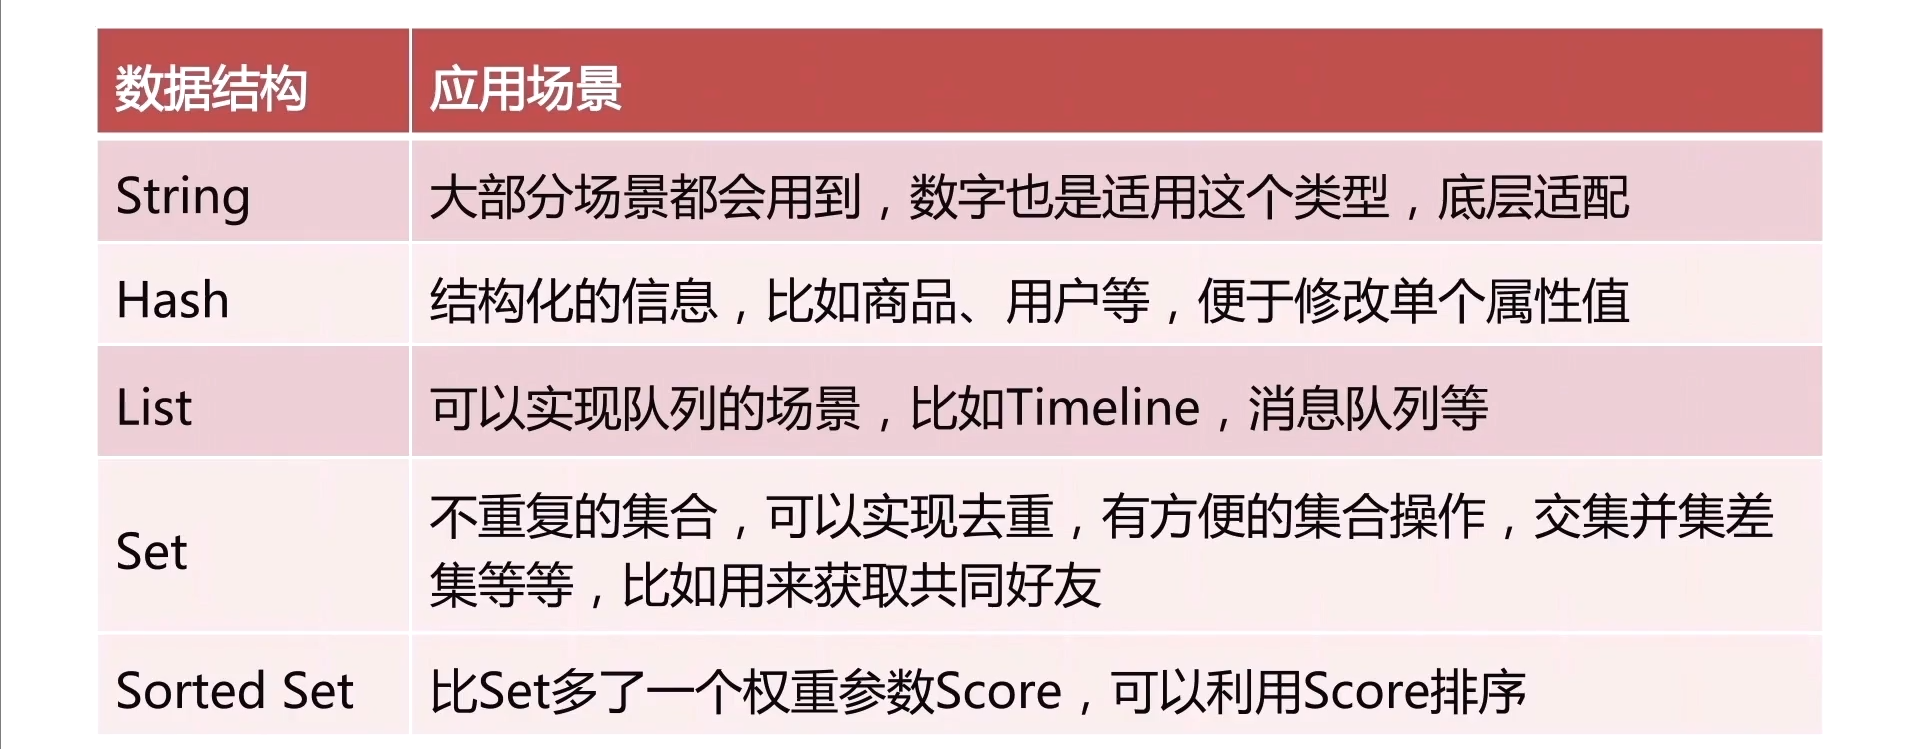 数据结构 应用场景
String 大部分场景都会用到，数字也是适用这个类型，底层适配
Hash 结构化的信息，比如商品、用户等，便于修改单个属性值
List 可以实现队列的场景，比如Timeline，消息队列等
Set 不重复的集合，可以实现去重，有方便的集合操作，交集并集差
集等等，比如用来获取共同好友
Sorted Set 比Set多了一个权重参数Score，可以利用Score排序